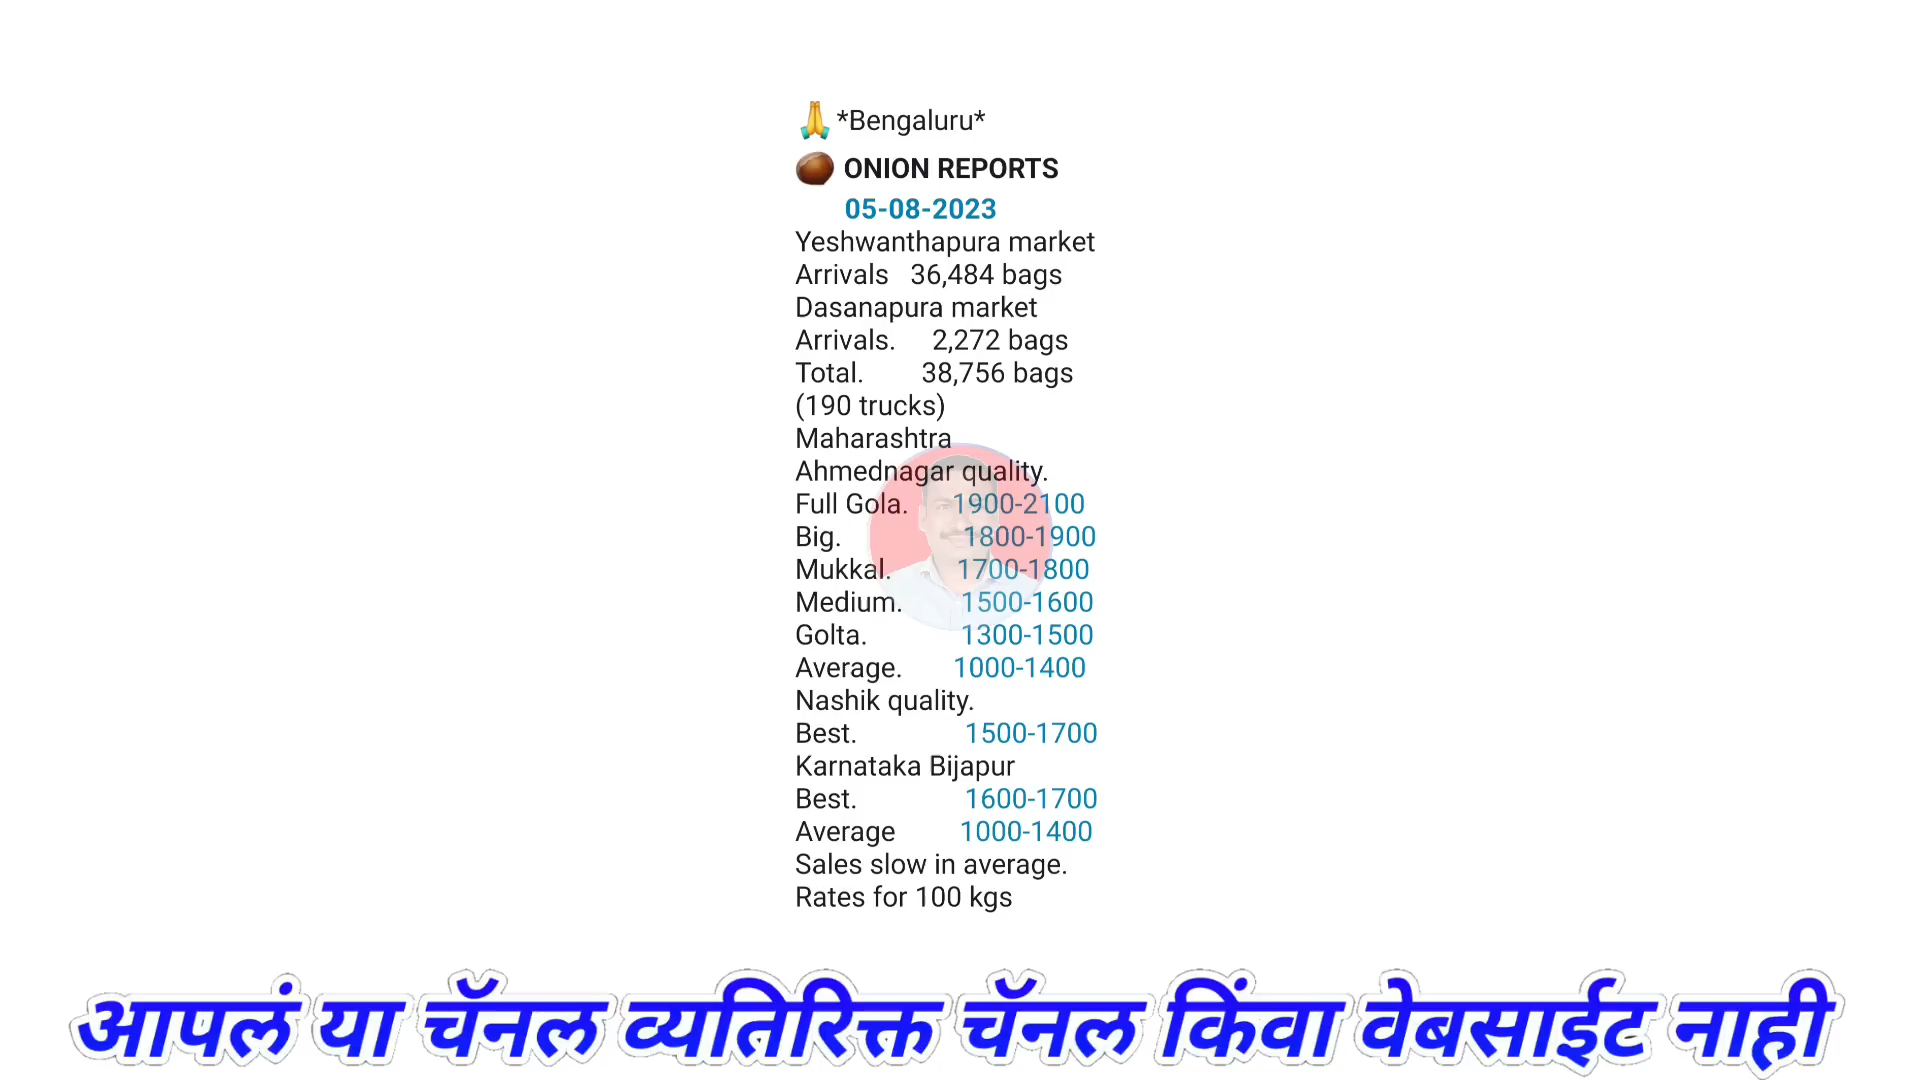 🙏*Bengaluru*
🌰 ONION REPORTS
05-08-2023
Yeshwanthapura market
Arrivals 36,484 bags
Dasanapura market
Arrivals. 2,272 bags
Total. 38,756 bags
(190 trucks)
Maharashtra
Ahmednagar quality.
Full Gola. 1900-2100
Big. 1800-1900
Mukkal. 1700-1800
Medium. 1500-1600
Golta. 1300-1500
Average. 1000-1400
Nashik quality.
Best. 1500-1700
Karnataka Bijapur
Best. 1600-1700
Average 1000-1400
Sales slow in average.
Rates for 100 kgs
आपलं या चॅनल व्यतिरिक्त चॅनल किंवा वेबसाईट नाही